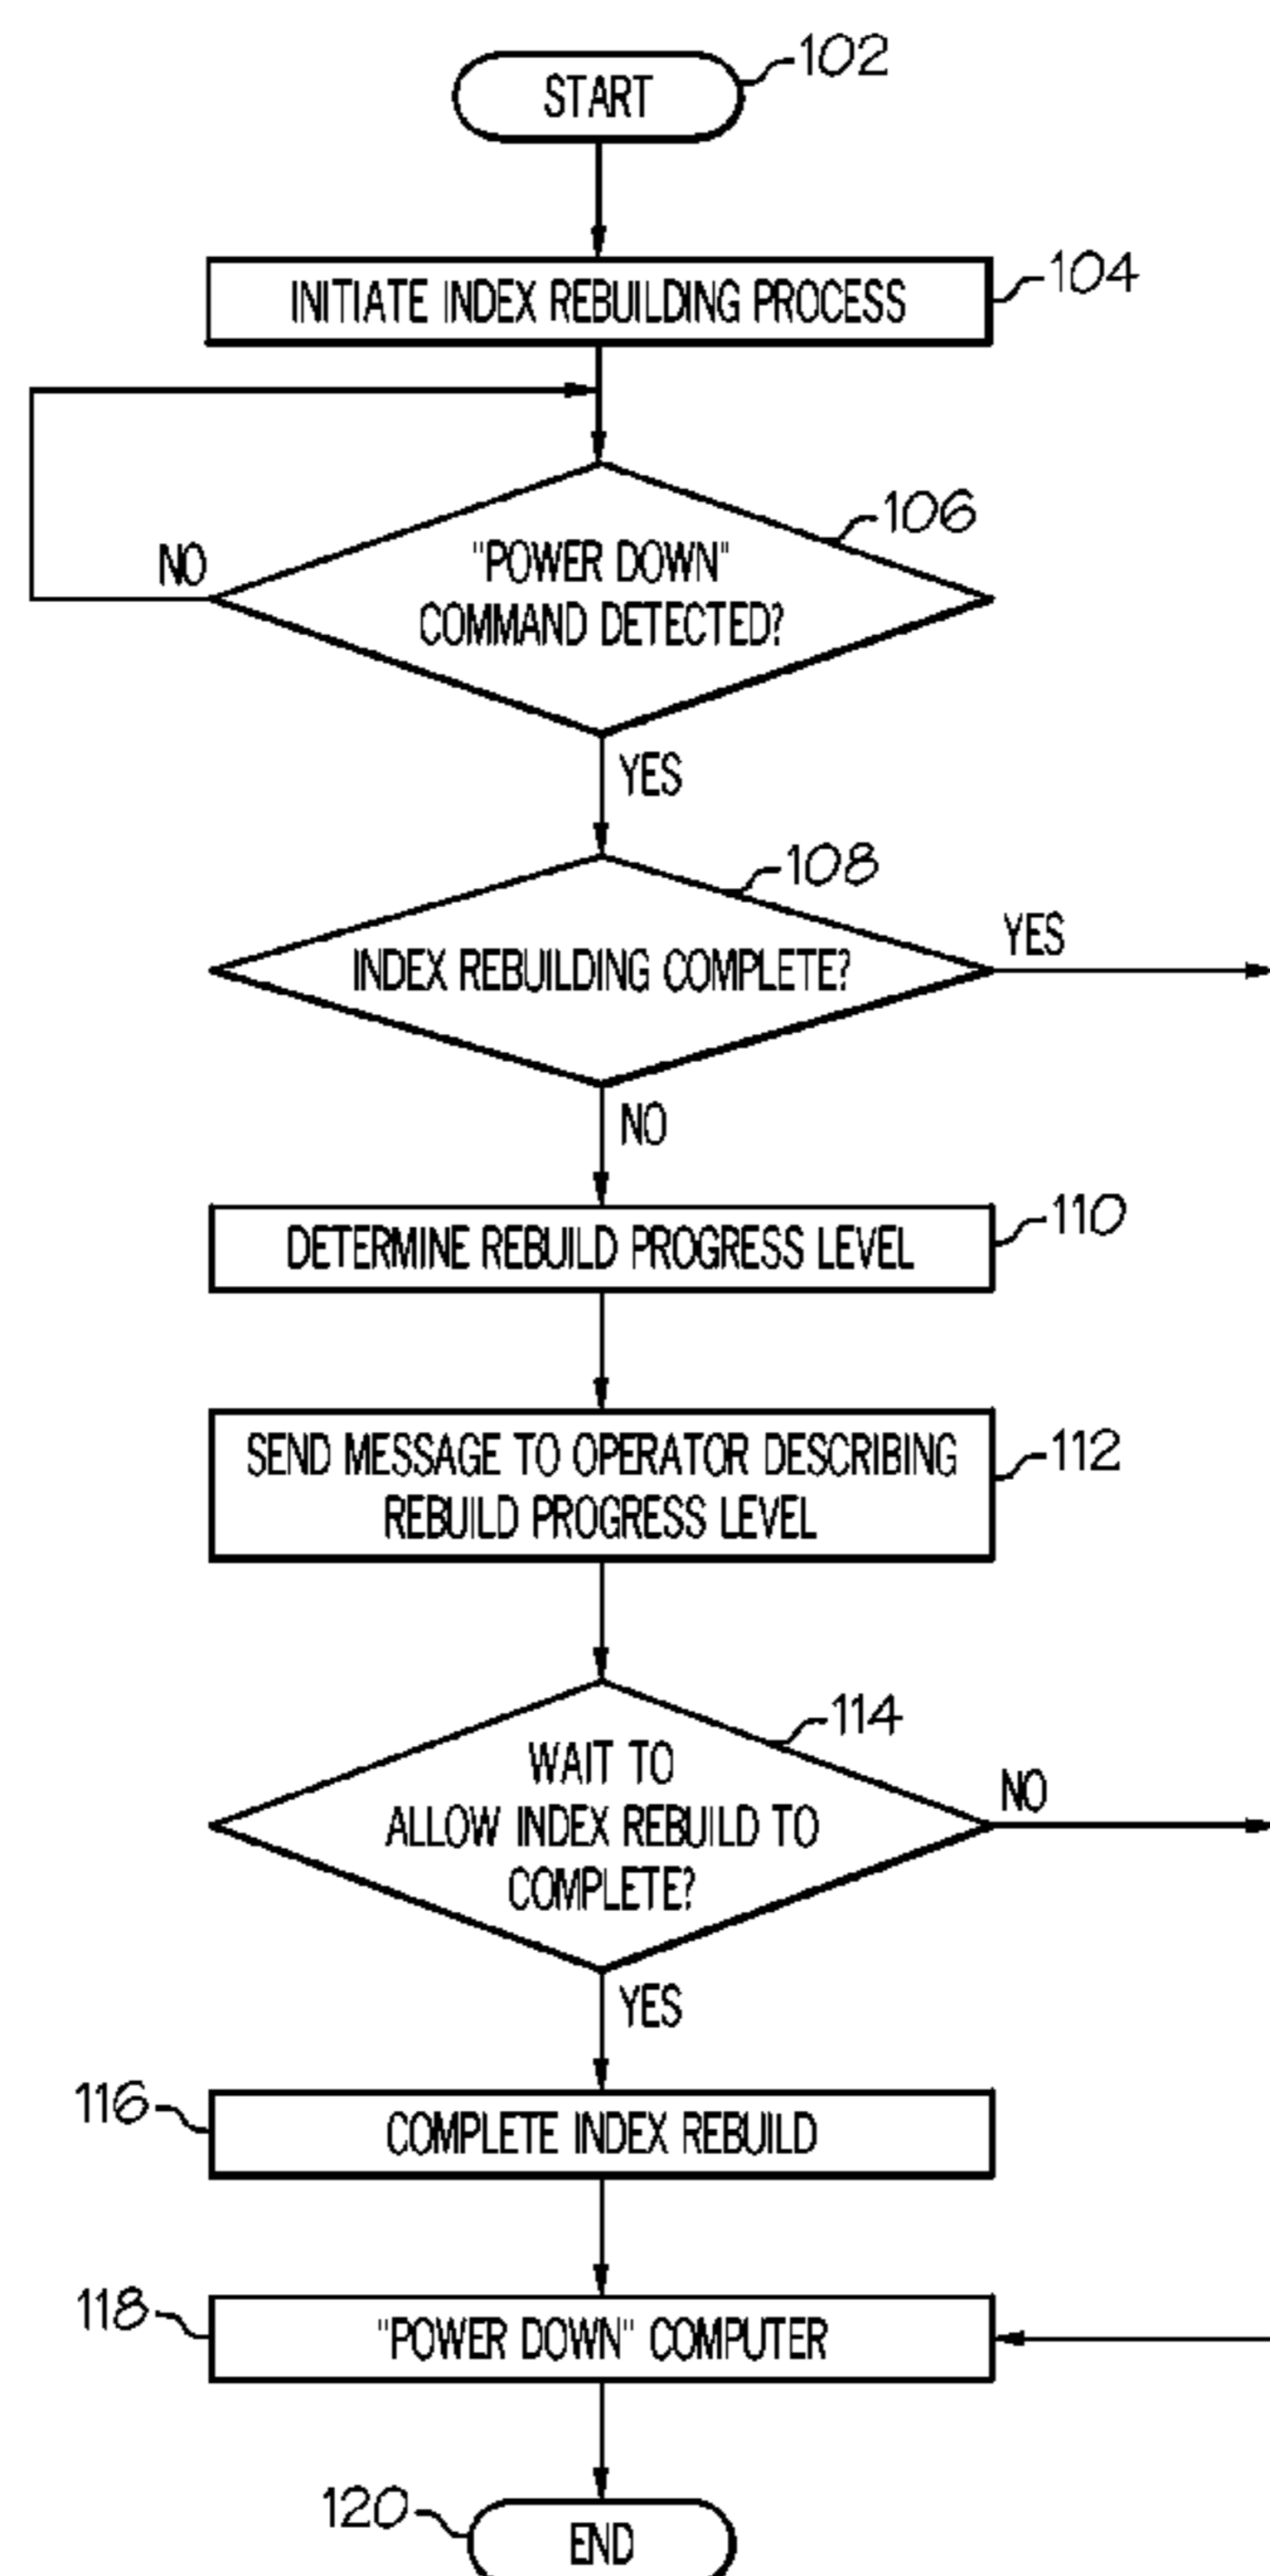 START
102
INITIATE INDEX REBUILDING PROCESS
104
"POWER DOWN"
COMMAND DETECTED?
106
NO
YES
108
INDEX REBUILDING COMPLETE?
YES
NO
DETERMINE REBUILD PROGRESS LEVEL
110
SEND MESSAGE TO OPERATOR DESCRIBING
REBUILD PROGRESS LEVEL
112
114
WAIT TO
ALLOW INDEX REBUILD TO
COMPLETE?
NO
YES
116
COMPLETE INDEX REBUILD
118
"POWER DOWN" COMPUTER
120
END